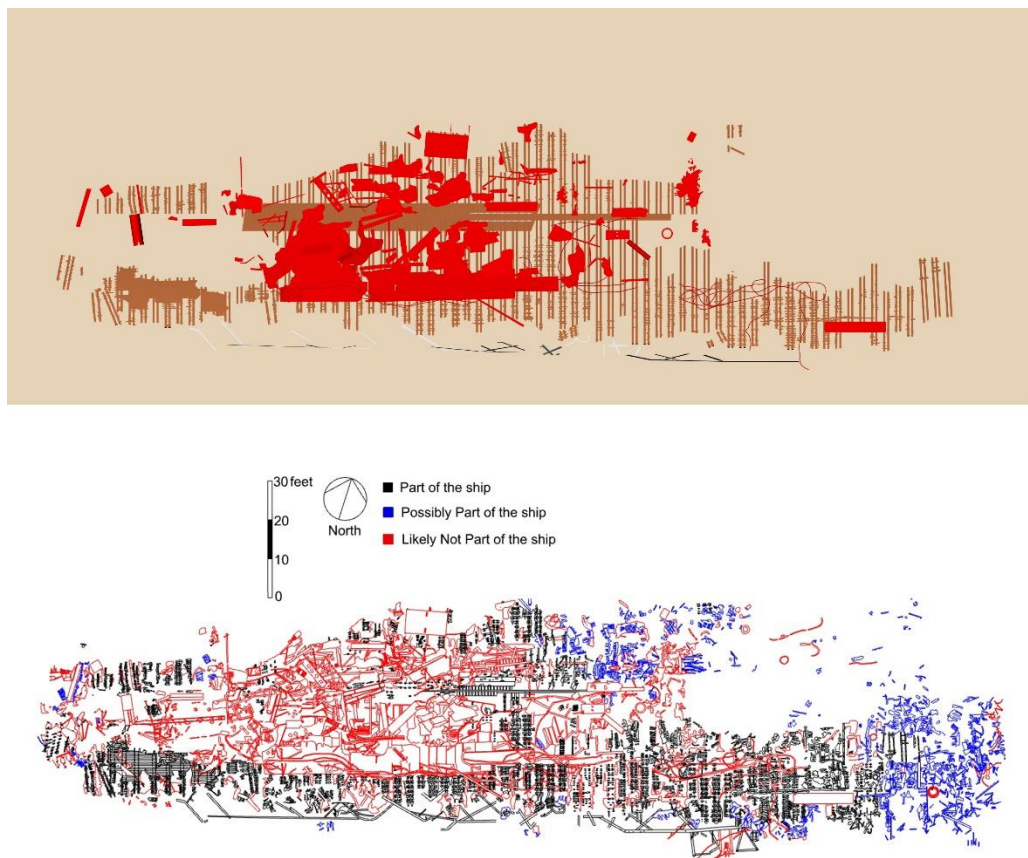 30 feet
20
10
0
North
Part of the ship
Possibly Part of the ship
Likely Not Part of the ship